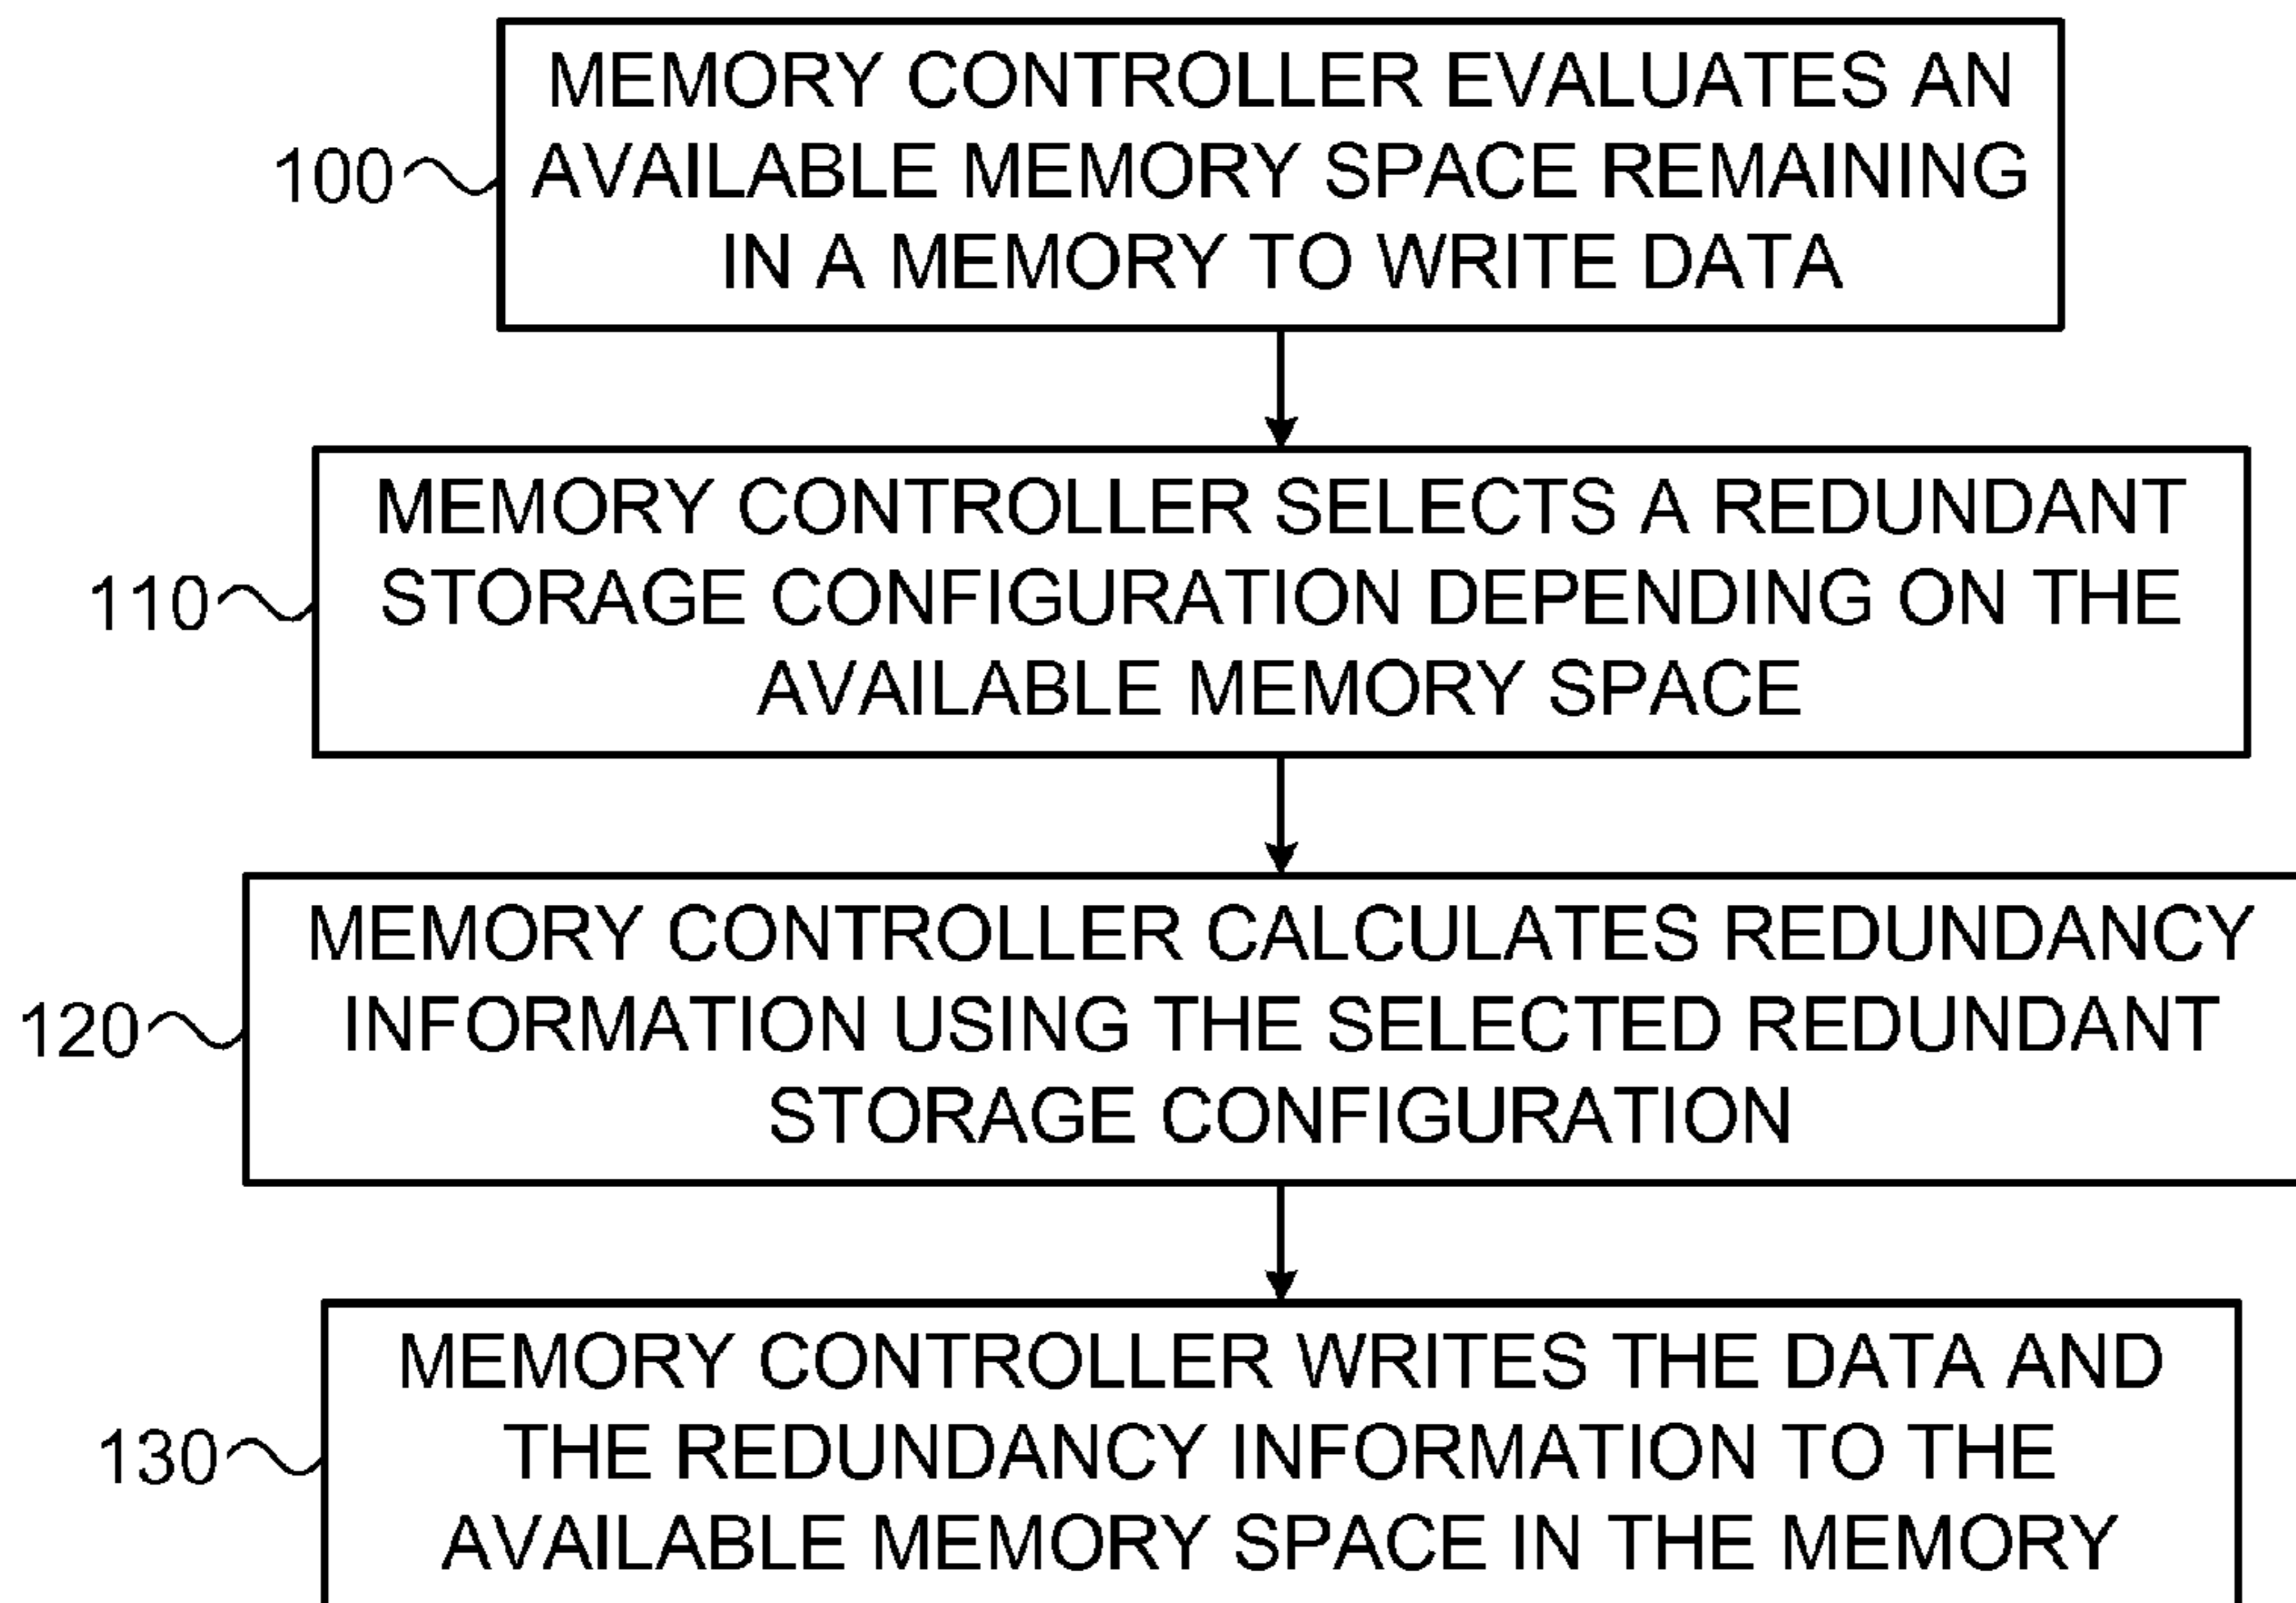 MEMORY CONTROLLER EVALUATES AN
100 AVAILABLE MEMORY SPACE REMAINING
IN A MEMORY TO WRITE DATA
MEMORY CONTROLLER SELECTS A REDUNDANT
110 STORAGE CONFIGURATION DEPENDING ON THE
AVAILABLE MEMORY SPACE
MEMORY CONTROLLER CALCULATES REDUNDANCY
120 INFORMATION USING THE SELECTED REDUNDANT
STORAGE CONFIGURATION
MEMORY CONTROLLER WRITES THE DATA AND
130 THE REDUNDANCY INFORMATION TO THE
AVAILABLE MEMORY SPACE IN THE MEMORY